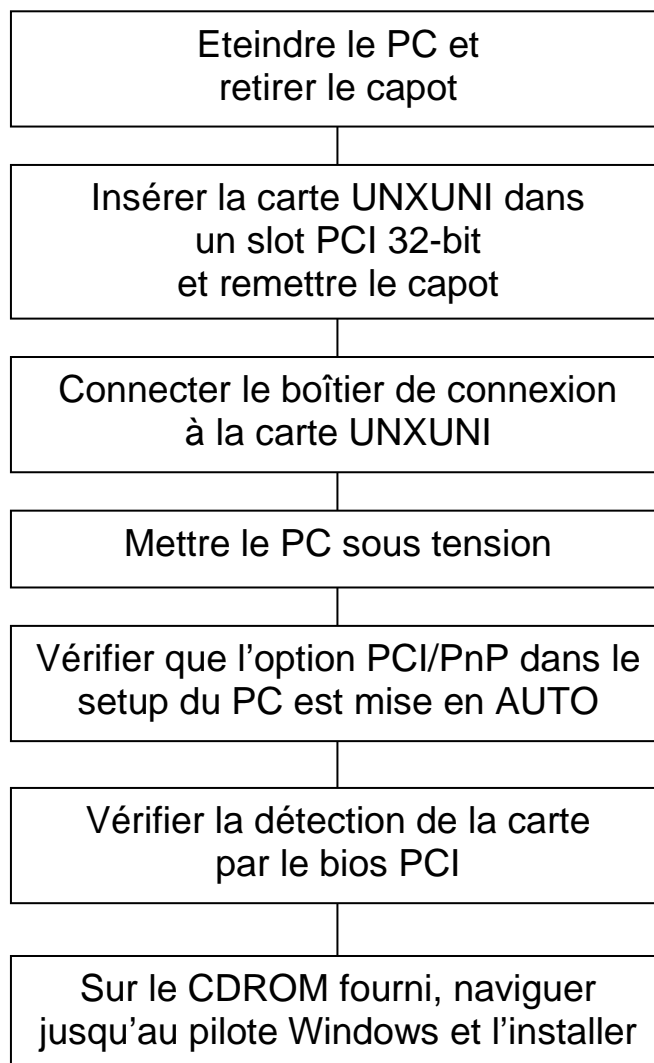 Eteindre le PC et
retirer le capot
Insérer la carte UNXUNI dans
un slot PCI 32-bit
et remettre le capot
Connecter le boîtier de connexion
à la carte UNXUNI
Mettre le PC sous tension
Vérifier que l’option PCI/PnP dans le
setup du PC est mise en AUTO
Vérifier la détection de la carte
par le bios PCI
Sur le CDROM fourni, naviguer
jusqu’au pilote Windows et l’installer